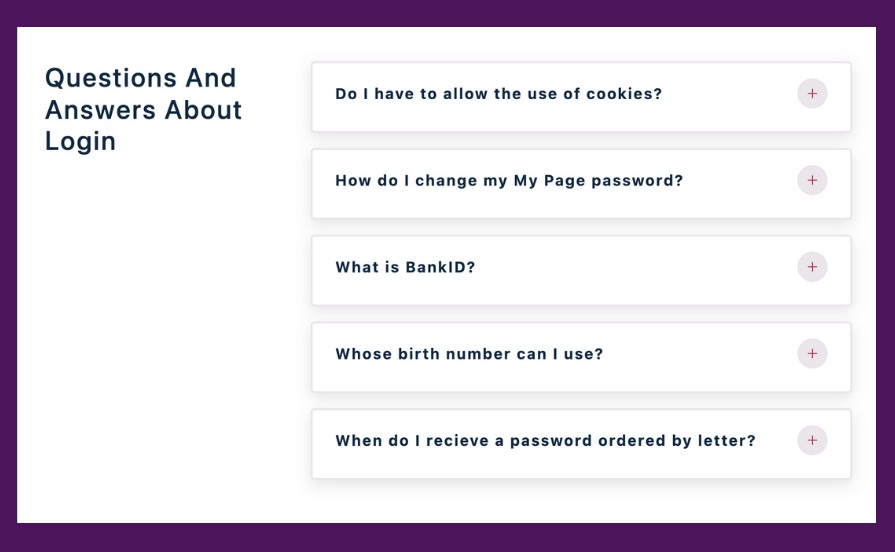 Questions And
Answers About
Login
Do I have to allow the use of cookies?
How do I change my My Page password?
What is BankID?
Whose birth number can I use?
When do I recieve a password ordered by letter?